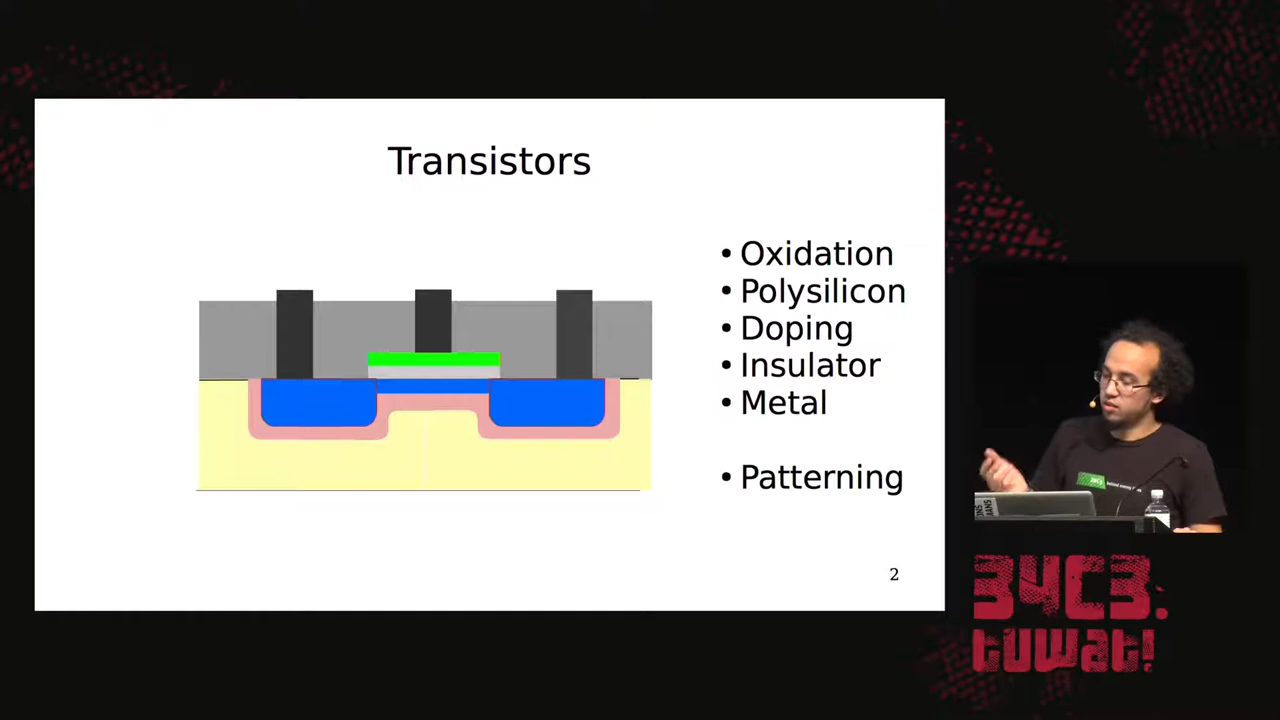 Transistors
• Oxidation
• Polysilicon
• Doping
• Insulator
• Metal
• Patterning
2
34C3.
tuwat!